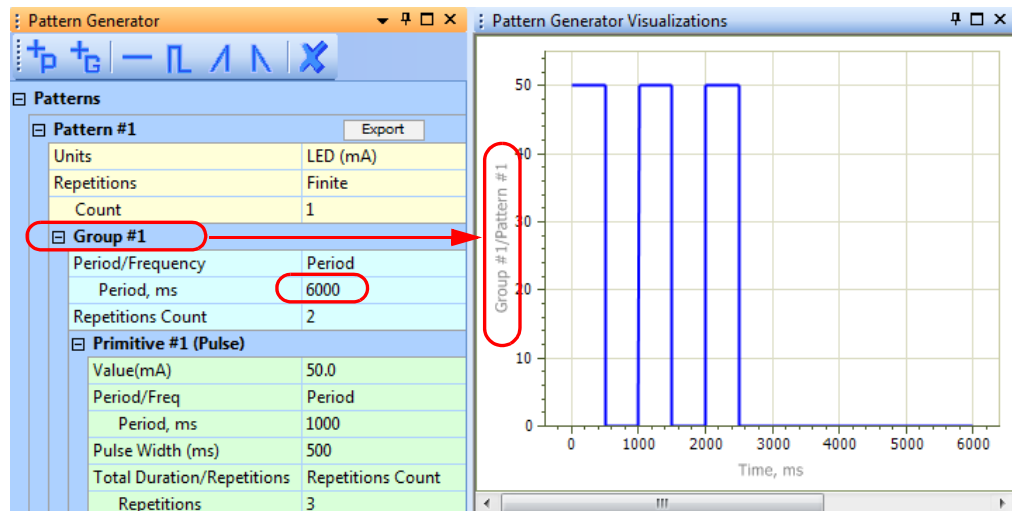 Pattern Generator
+P +G
Patterns
Pattern #1 Export
Units LED (mA)
Repetitions Finite
Count 1
Group #1
Period/Frequency Period
Period, ms 6000
Repetitions Count 2
Primitive #1 (Pulse)
Value(mA) 50.0
Period/Freq Period
Period, ms 1000
Pulse Width (ms) 500
Total Duration/Repetitions Repetitions Count
Repetitions 3
Pattern Generator Visualizations
Group #1/Pattern #1
50
40
30
20
10
0
0 1000 2000 3000 4000 5000 6000
Time, ms